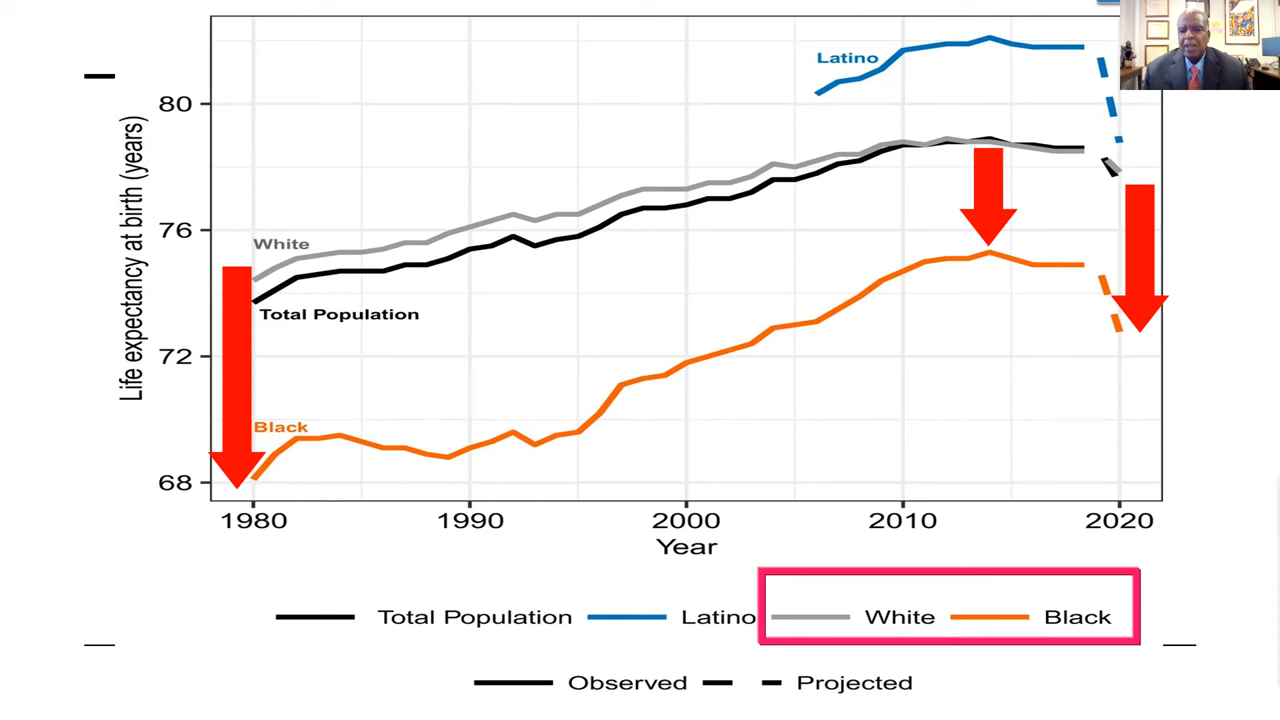 Latino
80
Life expectancy at birth (years)
76
White
Total Population
72
Black
68
1980 1990 2000 2010 2020
Year
Total Population Latino White Black
Observed Projected